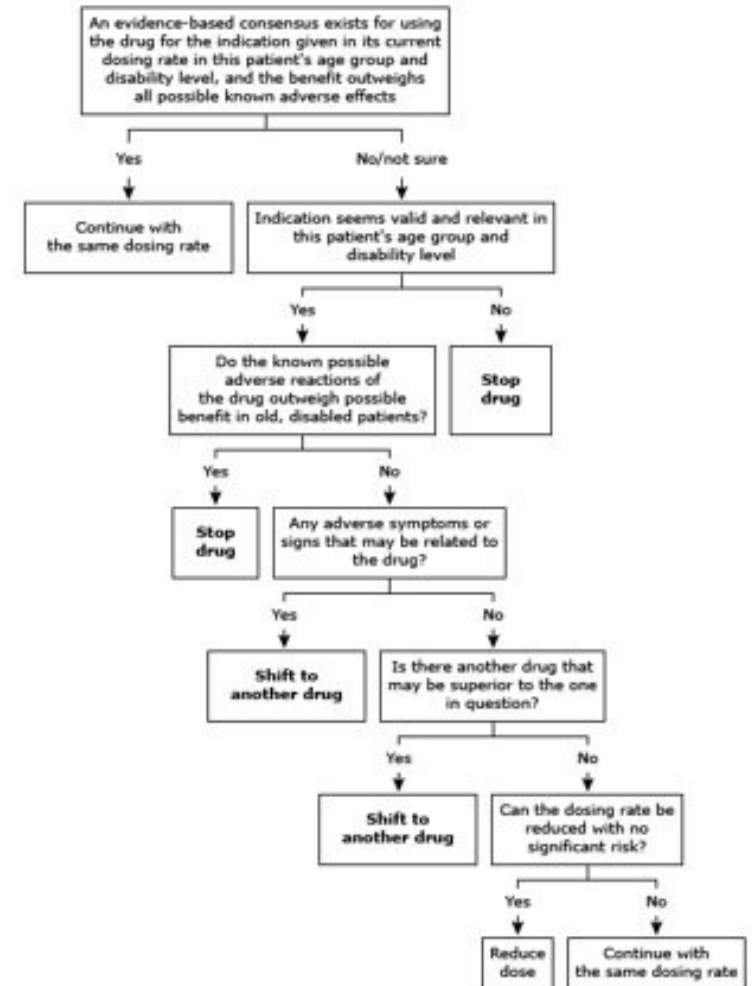 An evidence-based consensus exists for using
the drug for the indication given in its current
dosing rate in this patient's age group and
disability level, and the benefit outweighs
all possible known adverse effects
Yes
No/not sure
Continue with
the same dosing rate
Indication seems valid and relevant in
this patient's age group and
disability level
Yes
No
Do the known possible
adverse reactions of
the drug outweigh possible
benefit in old, disabled patients?
Stop
drug
Yes
No
Stop
drug
Any adverse symptoms or
signs that may be related to
the drug?
Yes
No
Shift to
another drug
Is there another drug that
may be superior to the one
in question?
Yes
No
Shift to
another drug
Can the dosing rate be
reduced with no
significant risk?
Yes
No
Reduce
dose
Continue with
the same dosing rate